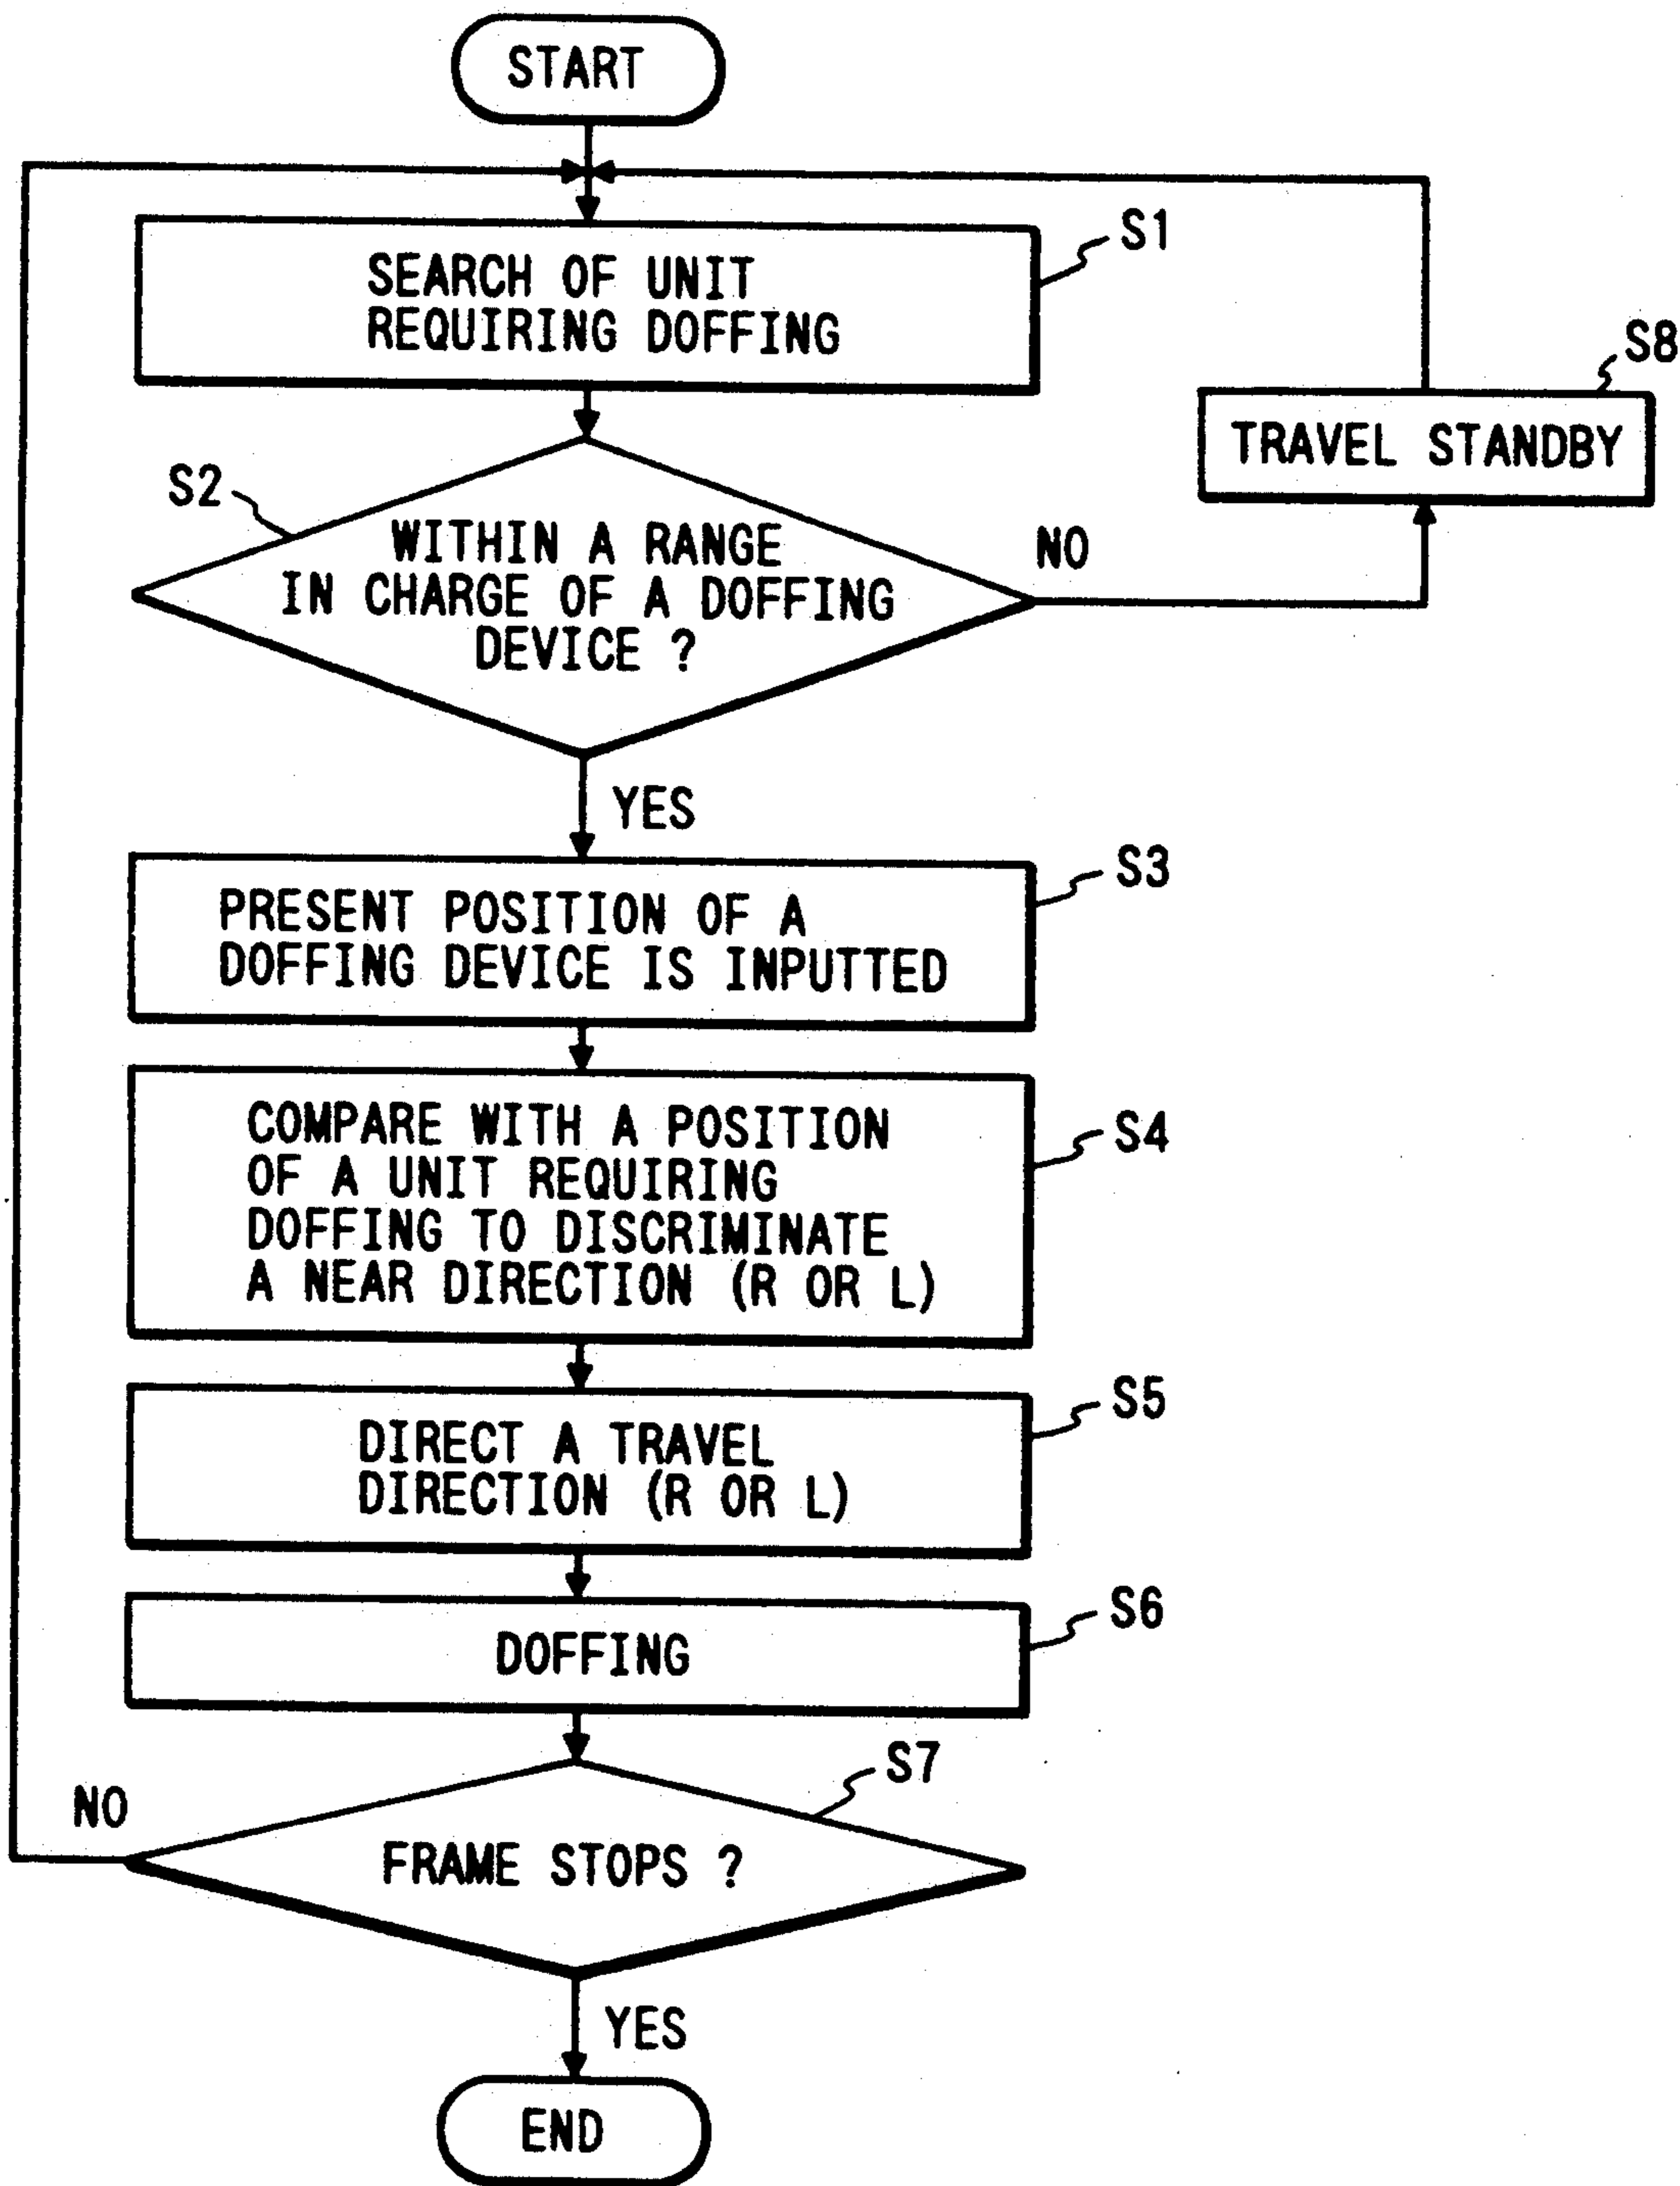 START
S1
SEARCH OF UNIT
REQUIRING DOFFING
S8
TRAVEL STANDBY
S2
WITHIN A RANGE
IN CHARGE OF A DOFFING
DEVICE ?
NO
YES
S3
PRESENT POSITION OF A
DOFFING DEVICE IS INPUTTED
S4
COMPARE WITH A POSITION
OF A UNIT REQUIRING
DOFFING TO DISCRIMINATE
A NEAR DIRECTION (R OR L)
S5
DIRECT A TRAVEL
DIRECTION (R OR L)
S6
DOFFING
S7
NO
FRAME STOPS ?
YES
END